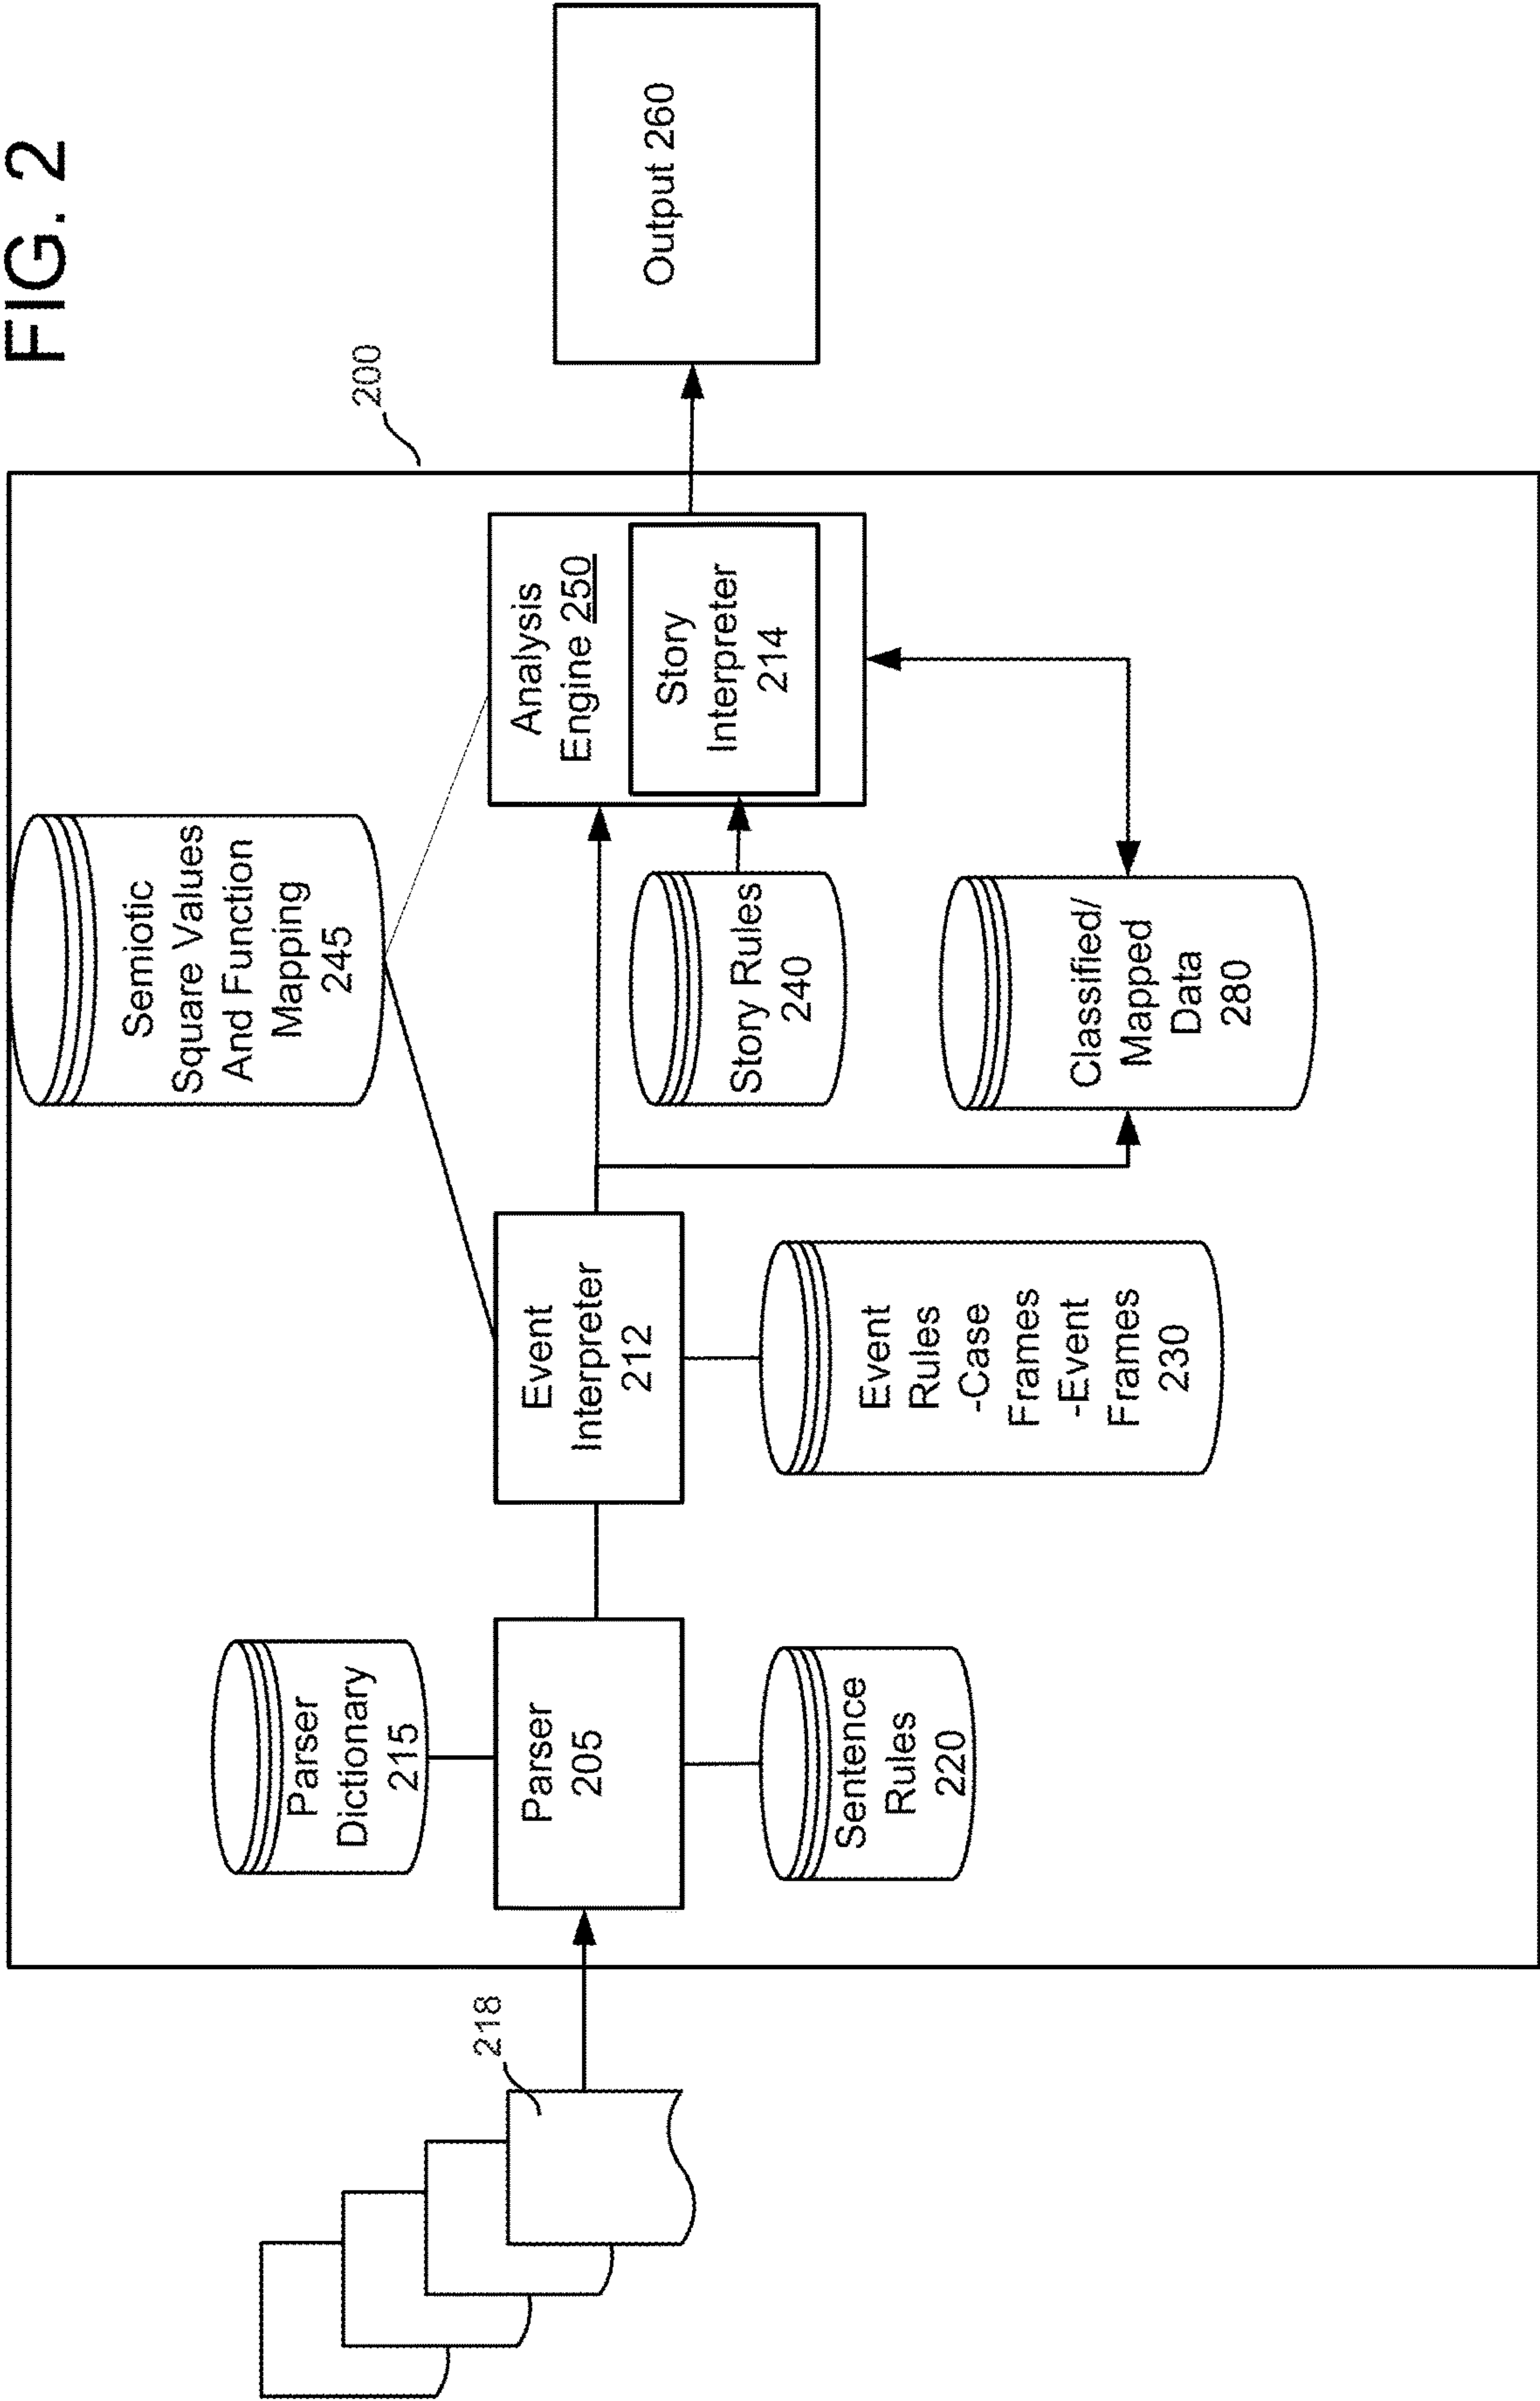 FIG. 2
200
218
Parser
Dictionary
215
Parser
205
Sentence
Rules
220
Semiotic
Square Values
And Function
Mapping
245
Event
Interpreter
212
Event
Rules
-Case
Frames
-Event
Frames
230
Analysis
Engine 250
Story
Interpreter
214
Story Rules
240
Classified/
Mapped
Data
280
Output 260